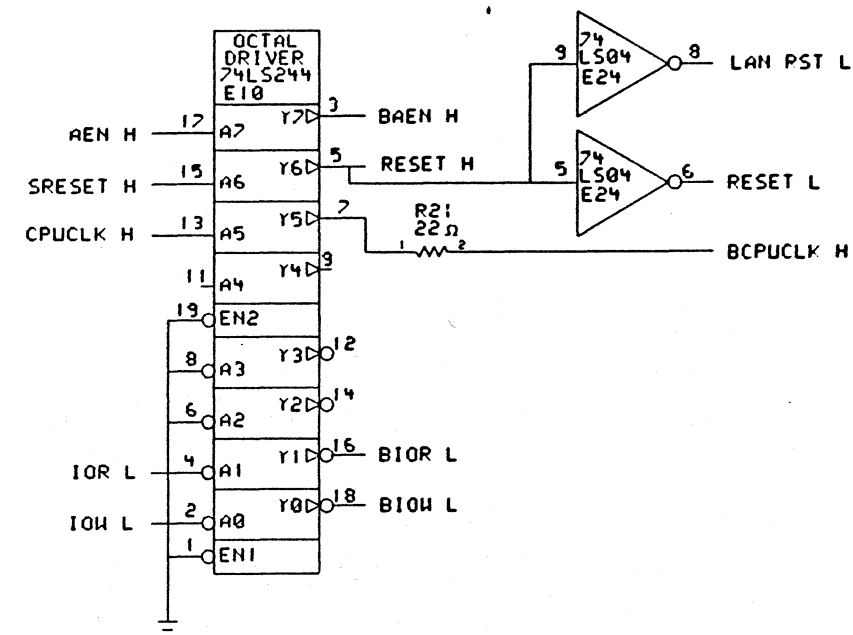 OCTAL
DRIVER
74LS244
E10
AEN H 17 A7 Y7 3 BAEN H
SRESET H 15 A6 Y6 5 RESET H
CPUCLK H 13 A5 Y5 7
11 A4 Y4 9
19 EN2
8 A3 Y3 12
6 A2 Y2 14
IOR L 4 A1 Y1 16 BIOR L
IOW L 2 A0 Y0 18 BIOW L
1 EN1
9 74 8 LAN RST L
LS04
E24
5 74 6 RESET L
LS04
E24
R21
22Ω
1 2 BCPUCLK H